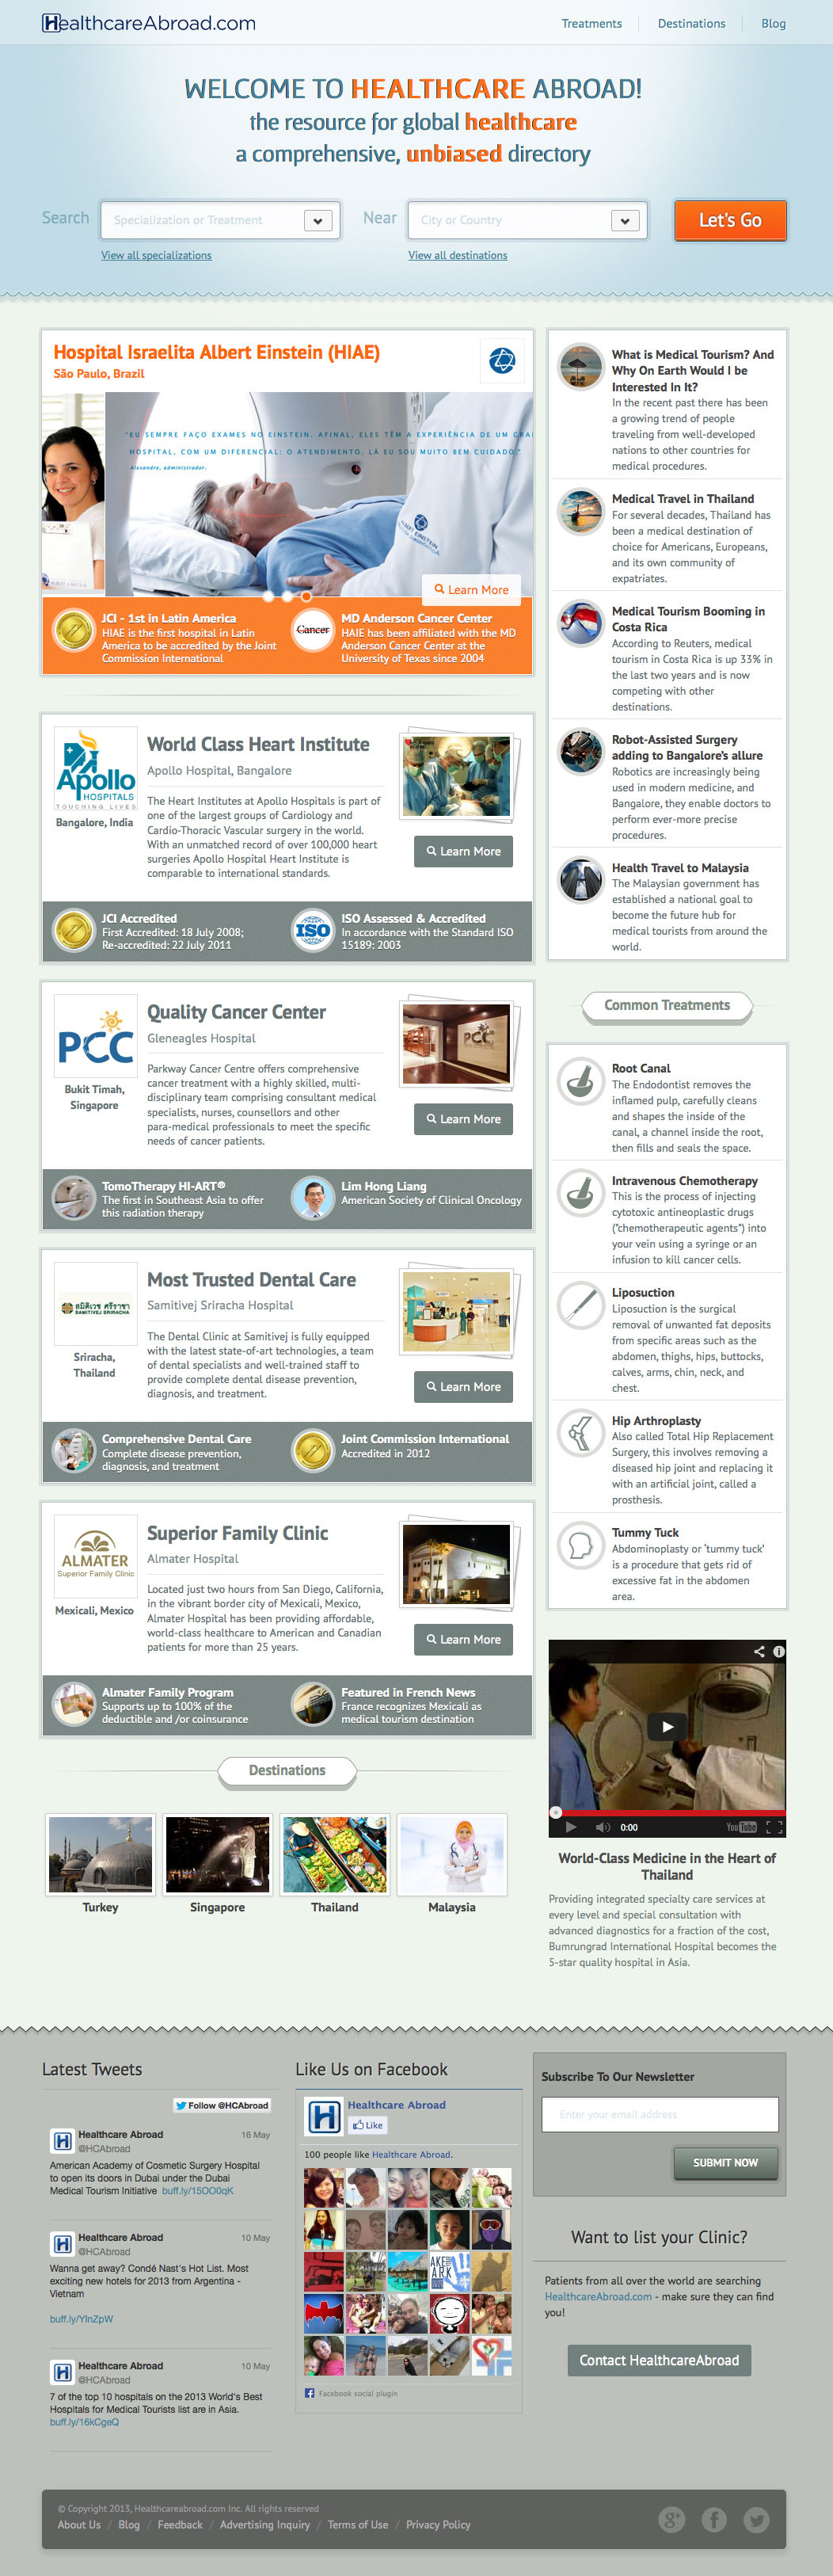 HealthcareAbroad.com
Treatments
Destinations
Blog
WELCOME TO HEALTHCARE ABROAD!
the resource for global healthcare
a comprehensive, unbiased directory
Search
Specialization or Treatment
Near
City or Country
Let's Go
View all specializations
View all destinations
Hospital Israelita Albert Einstein (HIAE)
São Paulo, Brazil
"EU SEMPRE FAÇO EXAMES NO EINSTEIN. AFINAL, ELES TÊM A EXPERIÊNCIA DE UM GRA
HOSPITAL, COM UM DIFERENCIAL: O ATENDIMENTO. LÁ EU SOU MUITO BEM CUIDADO."
Alexandre, administrador.
ALBERT EINSTEIN
Learn More
JCI - 1st in Latin America
HIAE is the first hospital in Latin
America to be accredited by the Joint
Commission International
Cancer
MD Anderson Cancer Center
HAIE has been affiliated with the MD
Anderson Cancer Center at the
University of Texas since 2004
Apollo
HOSPITALS
TOUCHING LIVES
Bangalore, India
World Class Heart Institute
Apollo Hospital, Bangalore
The Heart Institutes at Apollo Hospitals is part of
one of the largest groups of Cardiology and
Cardio-Thoracic Vascular surgery in the world.
With an unmatched record of over 100,000 heart
surgeries Apollo Hospital Heart Institute is
comparable to international standards.
Learn More
JCI Accredited
First Accredited: 18 July 2008;
Re-accredited: 22 July 2011
ISO
ISO Assessed & Accredited
In accordance with the Standard ISO
15189: 2003
PCC
Bukit Timah,
Singapore
Quality Cancer Center
Gleneagles Hospital
Parkway Cancer Centre offers comprehensive
cancer treatment with a highly skilled, multi-
disciplinary team comprising consultant medical
specialists, nurses, counsellors and other
para-medical professionals to meet the specific
needs of cancer patients.
PCC
Learn More
TomoTherapy HI-ART®
The first in Southeast Asia to offer
this radiation therapy
Lim Hong Liang
American Society of Clinical Oncology
สมิติเวช ศรีราชา
SAMITIVEJ SRIRACHA
Sriracha,
Thailand
Most Trusted Dental Care
Samitivej Sriracha Hospital
The Dental Clinic at Samitivej is fully equipped
with the latest state-of-art technologies, a team
of dental specialists and well-trained staff to
provide complete dental disease prevention,
diagnosis, and treatment.
Learn More
Comprehensive Dental Care
Complete disease prevention,
diagnosis, and treatment
Joint Commission International
Accredited in 2012
ALMATER
Superior Family Clinic
Mexicali, Mexico
Superior Family Clinic
Almater Hospital
Located just two hours from San Diego, California,
in the vibrant border city of Mexicali, Mexico,
Almater Hospital has been providing affordable,
world-class healthcare to American and Canadian
patients for more than 25 years.
Learn More
Almater Family Program
Supports up to 100% of the
deductible and /or coinsurance
Featured in French News
France recognizes Mexicali as
medical tourism destination
Destinations
Turkey
Singapore
Thailand
Malaysia
What is Medical Tourism? And
Why On Earth Would I be
Interested In It?
In the recent past there has been
a growing trend of people
traveling from well-developed
nations to other countries for
medical procedures.
Medical Travel in Thailand
For several decades, Thailand has
been a medical destination of
choice for Americans, Europeans,
and its own community of
expatriates.
Medical Tourism Booming in
Costa Rica
According to Reuters, medical
tourism in Costa Rica is up 33% in
the last two years and is now
competing with other
destinations.
Robot-Assisted Surgery
adding to Bangalore's allure
Robotics are increasingly being
used in modern medicine, and
Bangalore, they enable doctors to
perform ever-more precise
procedures.
Health Travel to Malaysia
The Malaysian government has
established a national goal to
become the future hub for
medical tourists from around the
world.
Common Treatments
Root Canal
The Endodontist removes the
inflamed pulp, carefully cleans
and shapes the inside of the
canal, a channel inside the root,
then fills and seals the space.
Intravenous Chemotherapy
This is the process of injecting
cytotoxic antineoplastic drugs
("chemotherapeutic agents") into
your vein using a syringe or an
infusion to kill cancer cells.
Liposuction
Liposuction is the surgical
removal of unwanted fat deposits
from specific areas such as the
abdomen, thighs, hips, buttocks,
calves, arms, chin, neck, and
chest.
Hip Arthroplasty
Also called Total Hip Replacement
Surgery, this involves removing a
diseased hip joint and replacing it
with an artificial joint, called a
prosthesis.
Tummy Tuck
Abdominoplasty or 'tummy tuck'
is a procedure that gets rid of
excessive fat in the abdomen
area.
0:00
YouTube
World-Class Medicine in the Heart of
Thailand
Providing integrated specialty care services at
every level and special consultation with
advanced diagnostics for a fraction of the cost,
Bumrungrad International Hospital becomes the
5-star quality hospital in Asia.
Latest Tweets
Follow @HCAbroad
Healthcare Abroad
16 May
@HCAbroad
American Academy of Cosmetic Surgery Hospital
to open its doors in Dubai under the Dubai
Medical Tourism Initiative buff.ly/15OO0qK
Healthcare Abroad
10 May
@HCAbroad
Wanna get away? Condé Nast's Hot List. Most
exciting new hotels for 2013 from Argentina -
Vietnam
buff.ly/YInZpW
Healthcare Abroad
10 May
@HCAbroad
7 of the top 10 hospitals on the 2013 World's Best
Hospitals for Medical Tourists list are in Asia.
buff.ly/16kCgeQ
Like Us on Facebook
Healthcare Abroad
Like
100 people like Healthcare Abroad.
Facebook social plugin
Subscribe To Our Newsletter
Enter your email address
SUBMIT NOW
Want to list your Clinic?
Patients from all over the world are searching
HealthcareAbroad.com - make sure they can find
you!
Contact HealthcareAbroad
© Copyright 2013, Healthcareabroad.com Inc. All rights reserved
About Us / Blog / Feedback / Advertising Inquiry / Terms of Use / Privacy Policy